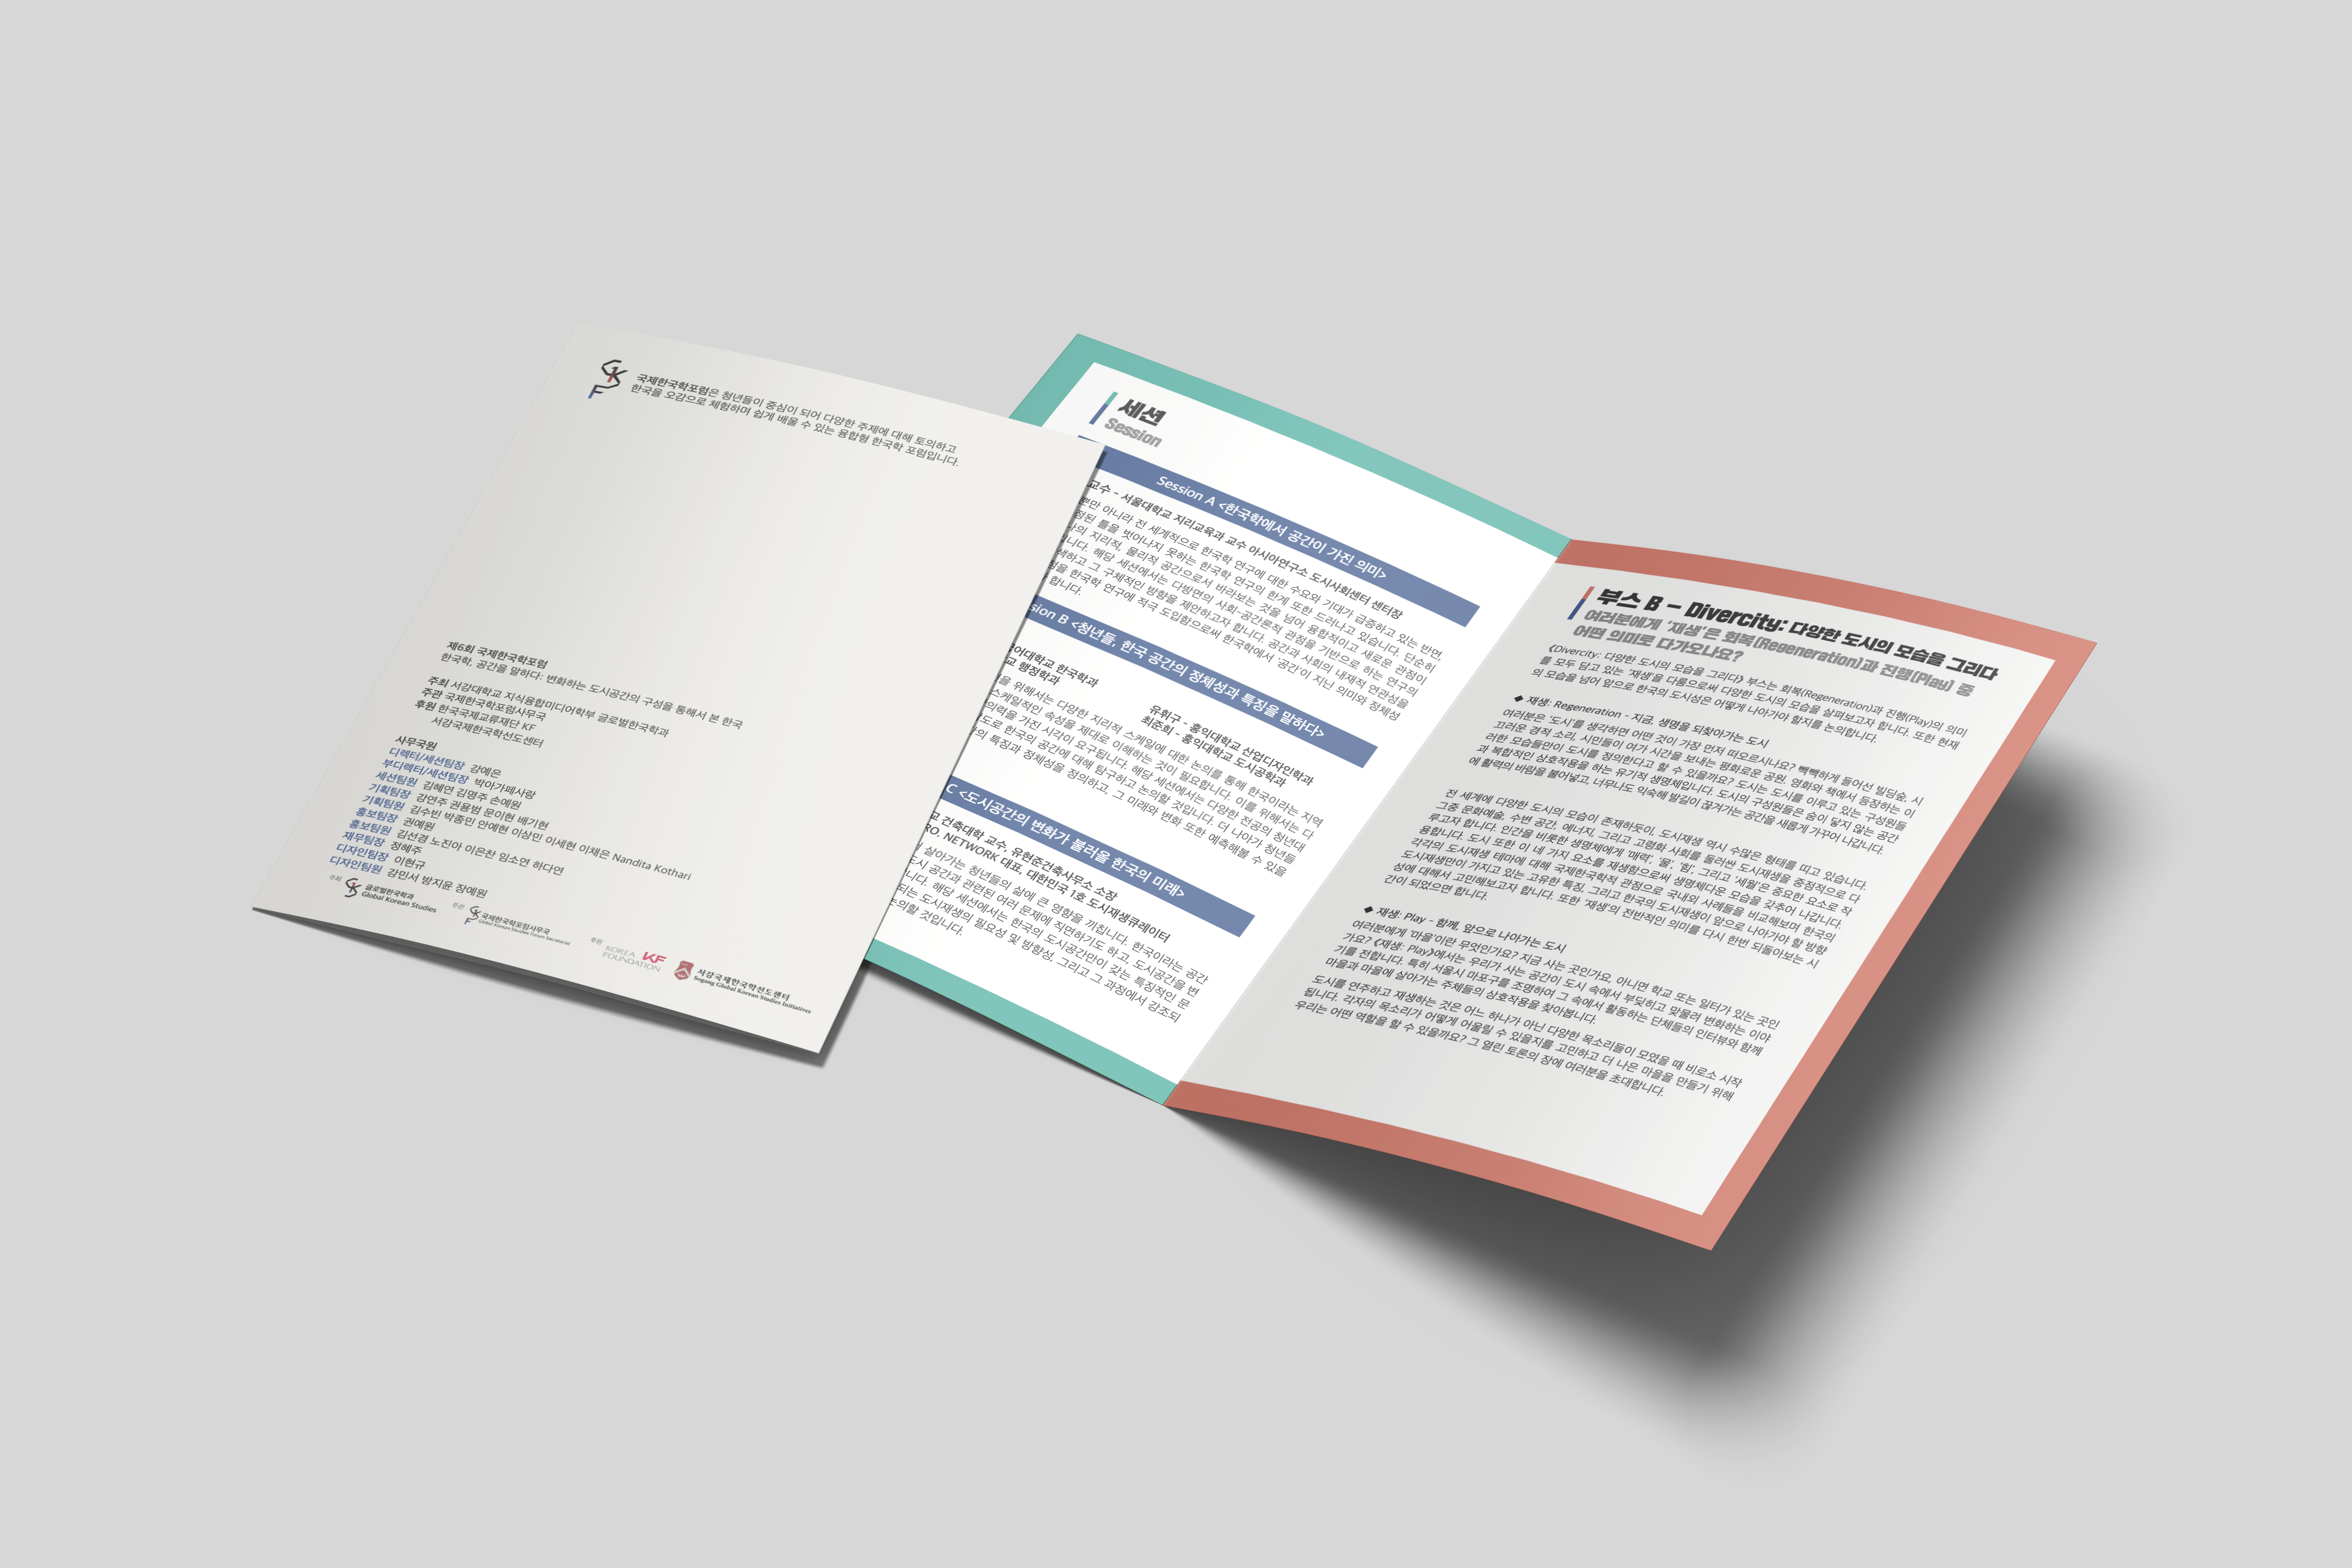 국제한국학포럼은 청년들이 중심이 되어 다양한 주제에 대해 토의하고
한국을 오감으로 체험하며 쉽게 배울 수 있는 융합형 한국학 포럼입니다.
제6회 국제한국학포럼
한국학, 공간을 말하다: 변화하는 도시공간의 구성을 통해서 본 한국
주최 서강대학교 지식융합미디어학부 글로벌한국학과
주관 국제한국학포럼사무국
후원 한국국제교류재단 KF
서강국제한국학선도센터
사무국원
디렉터/세션팀장 강예은
부디렉터/세션팀장 박아가페사랑
세션팀원 김혜연 김명주 손예원
기획팀장 강연주 권용범 문이현 배기현
기획팀원 김수빈 박종민 안예현 이상민 이세현 이채은 Nandita Kothari
홍보팀장 권예원
홍보팀원 김선경 노진아 이은찬 임소연 하다연
재무팀장 정혜주
디자인팀장 이현규
디자인팀원 강민서 방지윤 장예원
주최 글로벌한국학과
Global Korean Studies
주관 SKF 국제한국학포럼사무국
Global Korean Studies Forum Secretariat
후원 KOREA FOUNDATION KF
서강국제한국학선도센터
Sogang Global Korean Studies Initiatives
세션
Session
Session A <한국학에서 공간이 가진 의미>
교수 - 서울대학교 지리교육과 교수 아시아연구소 도시사회센터 센터장
뿐만 아니라 전 세계적으로 한국학 연구에 대한 수요와 기대가 급증하고 있는 반면,
정된 틀을 벗어나지 못하는 한국학 연구의 한계 또한 드러나고 있습니다. 단순히
의 지리적, 물리적 공간으로서 바라보는 것을 넘어 융합적이고 새로운 관점이
니다. 해당 세션에서는 다방면의 사회-공간론적 관점을 기반으로 하는 연구의
색하고 그 구체적인 방향을 제안하고자 합니다. 공간과 사회의 내재적 연관성을
을 한국학 연구에 적극 도입함으로써 한국학에서 '공간'이 지닌 의미와 정체성
합니다.
sion B <청년들, 한국 공간의 정체성과 특징을 말하다>
어대학교 한국학과
교 행정학과
유휘구 - 홍익대학교 산업디자인학과
최준희 - 홍익대학교 도시공학과
을 위해서는 다양한 지리적 스케일에 대한 논의를 통해 한국이라는 지역
스케일적인 속성을 제대로 이해하는 것이 필요합니다. 이를 위해서는 다
의력을 가진 시각이 요구됩니다. 해당 세션에서는 다양한 전공의 청년대
도로 한국의 공간에 대해 탐구하고 논의할 것입니다. 더 나아가 청년들
의 특징과 정체성을 정의하고, 그 미래와 변화 또한 예측해볼 수 있을
C <도시공간의 변화가 불러올 한국의 미래>
교 건축대학 교수, 유현준건축사무소 소장
RO. NETWORK 대표, 대한민국 1호 도시재생큐레이터
살아가는 청년들의 삶에 큰 영향을 끼칩니다. 한국이라는 공간
도시 공간과 관련된 여러 문제에 직면하기도 하고, 도시공간을 변
니다. 해당 세션에서는 한국의 도시공간만이 갖는 특징적인 문
되는 도시재생의 필요성 및 방향성, 그리고 그 과정에서 강조되
논의할 것입니다.
부스 B - Divercity: 다양한 도시의 모습을 그리다
여러분에게 '재생'은 회복(Regeneration)과 진행(Play) 중
어떤 의미로 다가오나요?
《Divercity: 다양한 도시의 모습을 그리다》 부스는 회복(Regeneration)과 진행(Play)의 의미
를 모두 담고 있는 '재생'을 다룸으로써 다양한 도시의 모습을 살펴보고자 합니다. 또한 현재
의 모습을 넘어 앞으로 한국의 도시성은 어떻게 나아가야 할지를 논의합니다.
◆ 재생: Regeneration - 지금, 생명을 되찾아가는 도시
여러분은 '도시'를 생각하면 어떤 것이 가장 먼저 떠오르시나요? 빽빽하게 들어선 빌딩숲, 시
끄러운 경적 소리, 시민들이 여가 시간을 보내는 평화로운 공원. 영화와 책에서 등장하는 이
러한 모습들만이 도시를 정의한다고 할 수 있을까요? 도시는 도시를 이루고 있는 구성원들
과 복합적인 상호작용을 하는 유기적 생명체입니다. 도시의 구성원들은 숨이 닿지 않는 공간
에 활력의 바람을 불어넣고, 너무나도 익숙해 발길이 끊겨가는 공간을 새롭게 가꾸어 나갑니다.
전 세계에 다양한 도시의 모습이 존재하듯이, 도시재생 역시 수많은 형태를 띠고 있습니다.
그중 문화예술, 수변 공간, 에너지, 그리고 고령화 사회를 둘러싼 도시재생을 중점적으로 다
루고자 합니다. 인간을 비롯한 생명체에게 '매력', '물', '힘', 그리고 '세월'은 중요한 요소로 작
용합니다. 도시 또한 이 네 가지 요소를 재생함으로써 생명체다운 모습을 갖추어 나갑니다.
각각의 도시재생 테마에 대해 국제한국학적 관점으로 국내외 사례들을 비교해보며 한국의
도시재생만이 가지고 있는 고유한 특징, 그리고 한국의 도시재생이 앞으로 나아가야 할 방향
성에 대해서 고민해보고자 합니다. 또한 '재생'의 전반적인 의미를 다시 한번 되돌아보는 시
간이 되었으면 합니다.
◆ 재생: Play - 함께, 앞으로 나아가는 도시
여러분에게 '마을'이란 무엇인가요? 지금 사는 곳인가요, 아니면 학교 또는 일터가 있는 곳인
가요? 《재생: Play》에서는 우리가 사는 공간이 도시 속에서 부딪히고 맞물려 변화하는 이야
기를 전합니다. 특히 서울시 마포구를 조명하여 그 속에서 활동하는 단체들의 인터뷰와 함께
마을과 마을에 살아가는 주체들의 상호작용을 찾아봅니다.
도시를 연주하고 재생하는 것은 어느 하나가 아닌 다양한 목소리들이 모였을 때 비로소 시작
됩니다. 각자의 목소리가 어떻게 어울릴 수 있을지를 고민하고 더 나은 마을을 만들기 위해
우리는 어떤 역할을 할 수 있을까요? 그 열린 토론의 장에 여러분을 초대합니다.